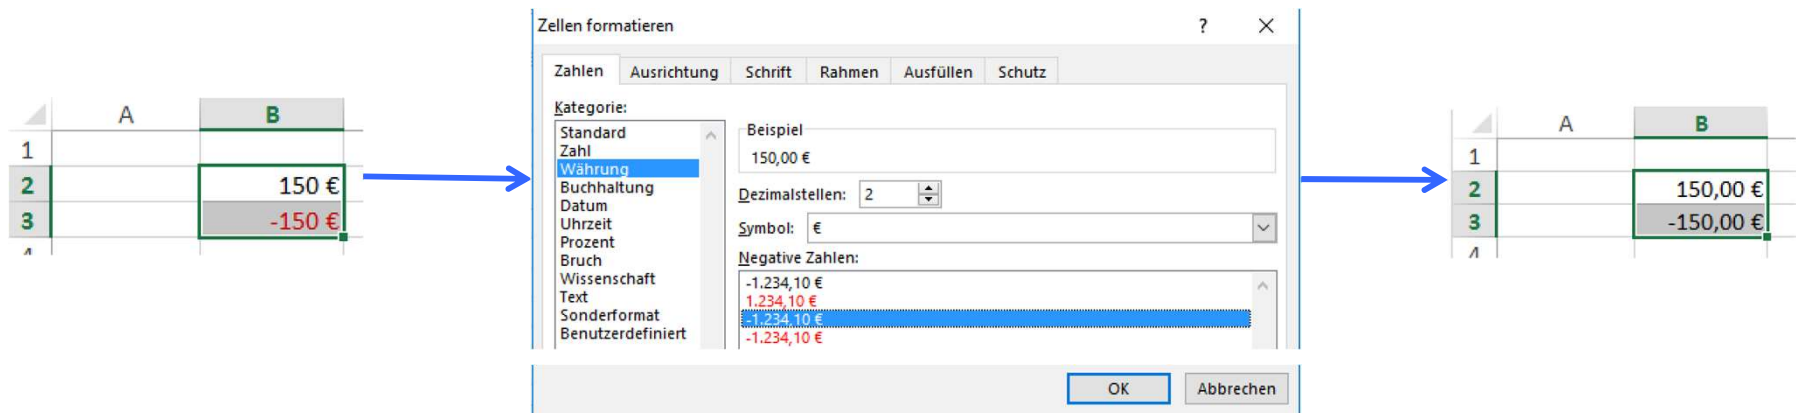 A B
1
2 150 €
3 -150 €
4
Zellen formatieren ? ×
Zahlen Ausrichtung Schrift Rahmen Ausfüllen Schutz
Kategorie:
Standard
Zahl
Währung
Buchhaltung
Datum
Uhrzeit
Prozent
Bruch
Wissenschaft
Text
Sonderformat
Benutzerdefiniert
Beispiel
150,00 €
Dezimalstellen: 2
Symbol: €
Negative Zahlen:
-1.234,10 €
1.234,10 €
-1.234,10 €
-1.234,10 €
OK Abbrechen
A B
1
2 150,00 €
3 -150,00 €
4